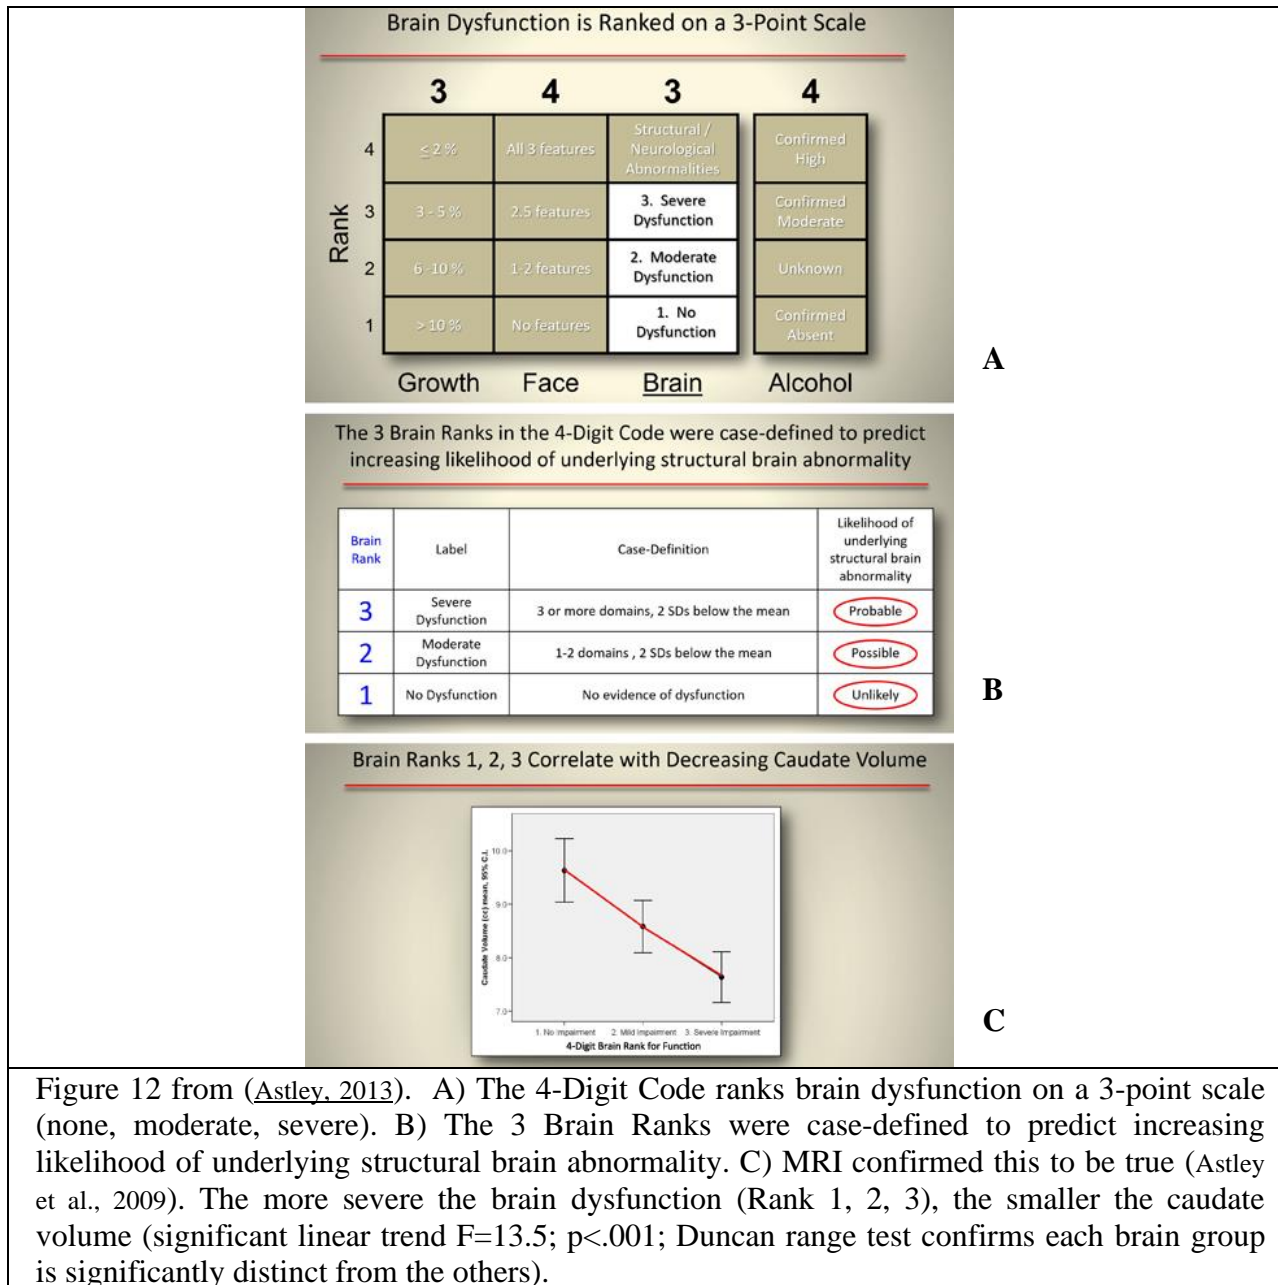 Brain Dysfunction is Ranked on a 3-Point Scale
3 4 3 4
4 ≤ 2 % All 3 features Structural / Neurological Abnormalities Confirmed High
Rank
3 3 - 5 % 2.5 features 3. Severe Dysfunction Confirmed Moderate
2 6 -10 % 1-2 features 2. Moderate Dysfunction Unknown
1 > 10 % No features 1. No Dysfunction Confirmed Absent
Growth Face Brain Alcohol
A
The 3 Brain Ranks in the 4-Digit Code were case-defined to predict
increasing likelihood of underlying structural brain abnormality
Brain Rank Label Case-Definition Likelihood of underlying structural brain abnormality
3 Severe Dysfunction 3 or more domains, 2 SDs below the mean Probable
2 Moderate Dysfunction 1-2 domains , 2 SDs below the mean Possible
1 No Dysfunction No evidence of dysfunction Unlikely
B
Brain Ranks 1, 2, 3 Correlate with Decreasing Caudate Volume
Caudate Volume (cc) mean, 95% C.I.
10.0
9.0
8.0
7.0
1. No Impairment 2. Mild Impairment 3. Severe Impairment
4-Digit Brain Rank for Function
C
Figure 12 from (Astley, 2013). A) The 4-Digit Code ranks brain dysfunction on a 3-point scale
(none, moderate, severe). B) The 3 Brain Ranks were case-defined to predict increasing
likelihood of underlying structural brain abnormality. C) MRI confirmed this to be true (Astley
et al., 2009). The more severe the brain dysfunction (Rank 1, 2, 3), the smaller the caudate
volume (significant linear trend F=13.5; p<.001; Duncan range test confirms each brain group
is significantly distinct from the others).